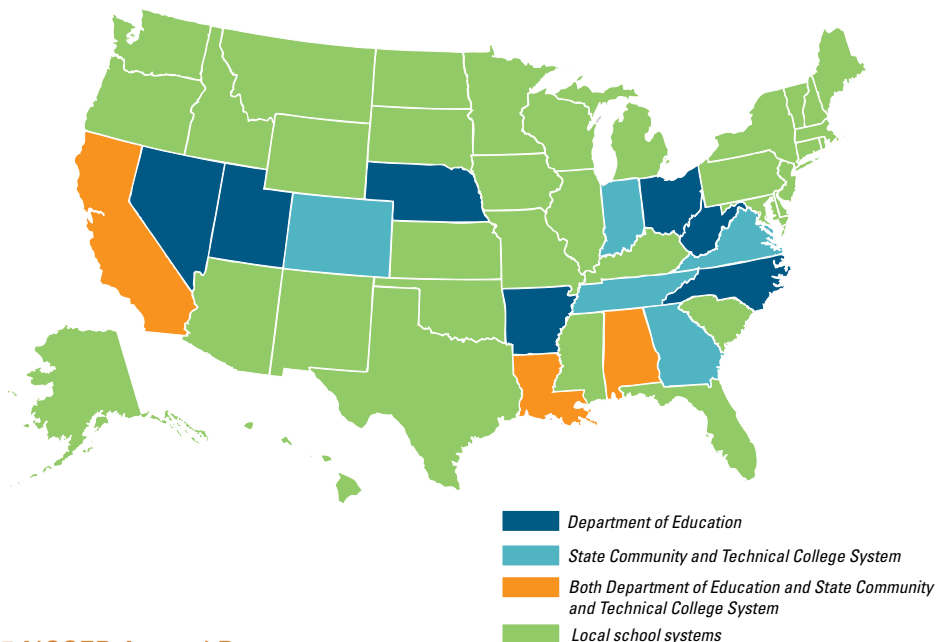 Department of Education
State Community and Technical College System
Both Department of Education and State Community
and Technical College System
Local school systems